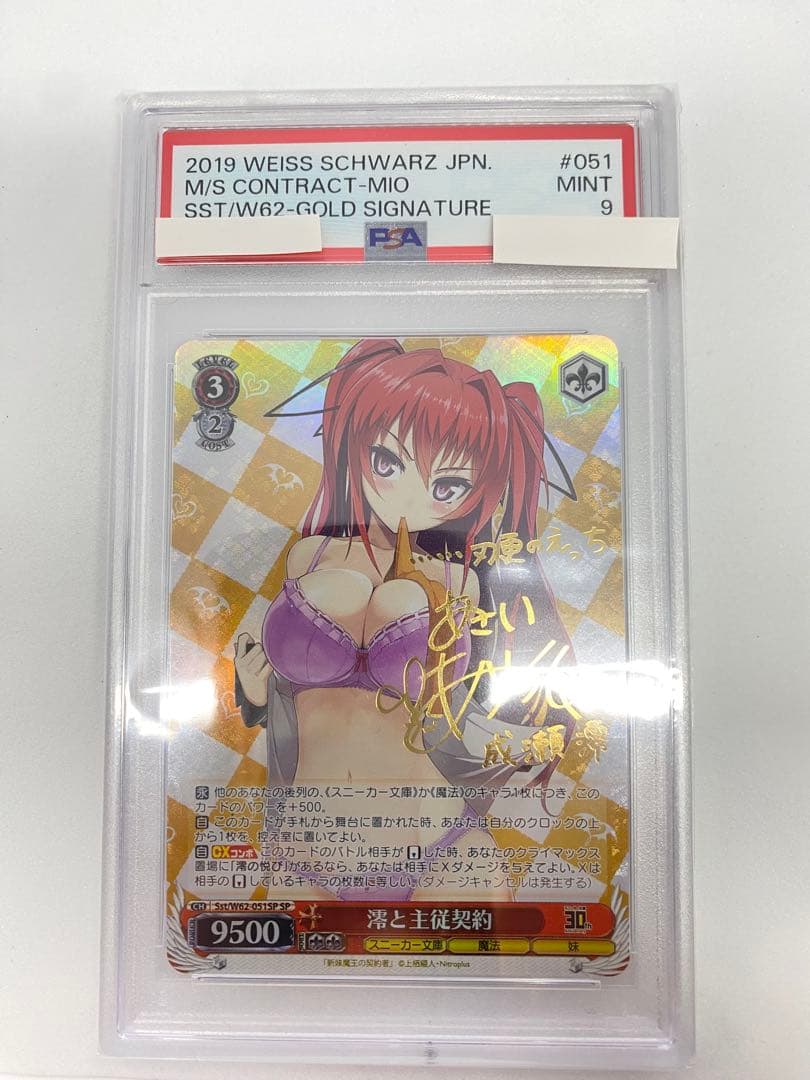 2019 WEISS SCHWARZ JPN. #051
M/S CONTRACT-MIO MINT
SST/W62-GOLD SIGNATURE 9
PSA
LEVEL
3
2
COST
……刃更のえっち
あさい
成瀬 澪
永 他のあなたの後列の、《スニーカー文庫》か《魔法》のキャラ1枚につき、この
カードのパワーを+500。
自 このカードが手札から舞台に置かれた時、あなたは自分のクロックの上
から1枚を、控え室に置いてよい。
自 CXコンボ このカードのバトル相手が した時、あなたのクライマックス
置場に「澪の悦び」があるなら、あなたは相手にXダメージを与えてよい。Xは
相手の しているキャラの枚数に等しい。(ダメージキャンセルは発生する)
CH Sst/W62-051SP SP
澪と主従契約
30th
POWER 9500 SOUL
スニーカー文庫 魔法 妹
「新妹魔王の契約者」 ©上栖綴人・Nitroplus